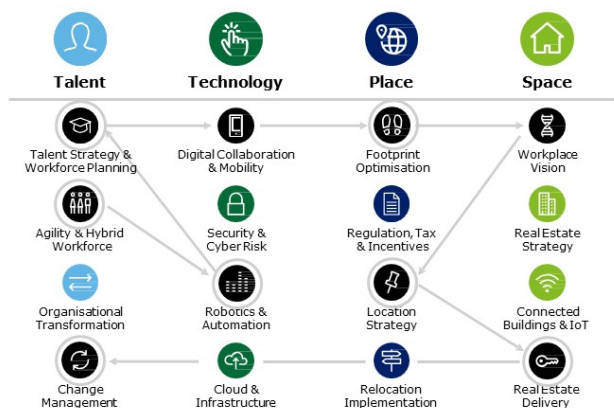 Talent
Technology
Place
Space
Talent Strategy &
Workforce Planning
Digital Collaboration
& Mobility
Footprint
Optimisation
Workplace
Vision
Agility & Hybrid
Workforce
Security &
Cyber Risk
Regulation, Tax
& Incentives
Real Estate
Strategy
Organisational
Transformation
Robotics &
Automation
Location
Strategy
Connected
Buildings & IoT
Change
Management
Cloud &
Infrastructure
Relocation
Implementation
Real Estate
Delivery